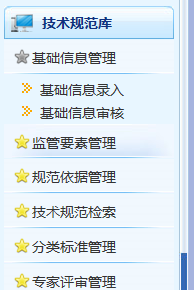 技术规范库
基础信息管理
基础信息录入
基础信息审核
监管要素管理
规范依据管理
技术规范检索
分类标准管理
专家评审管理